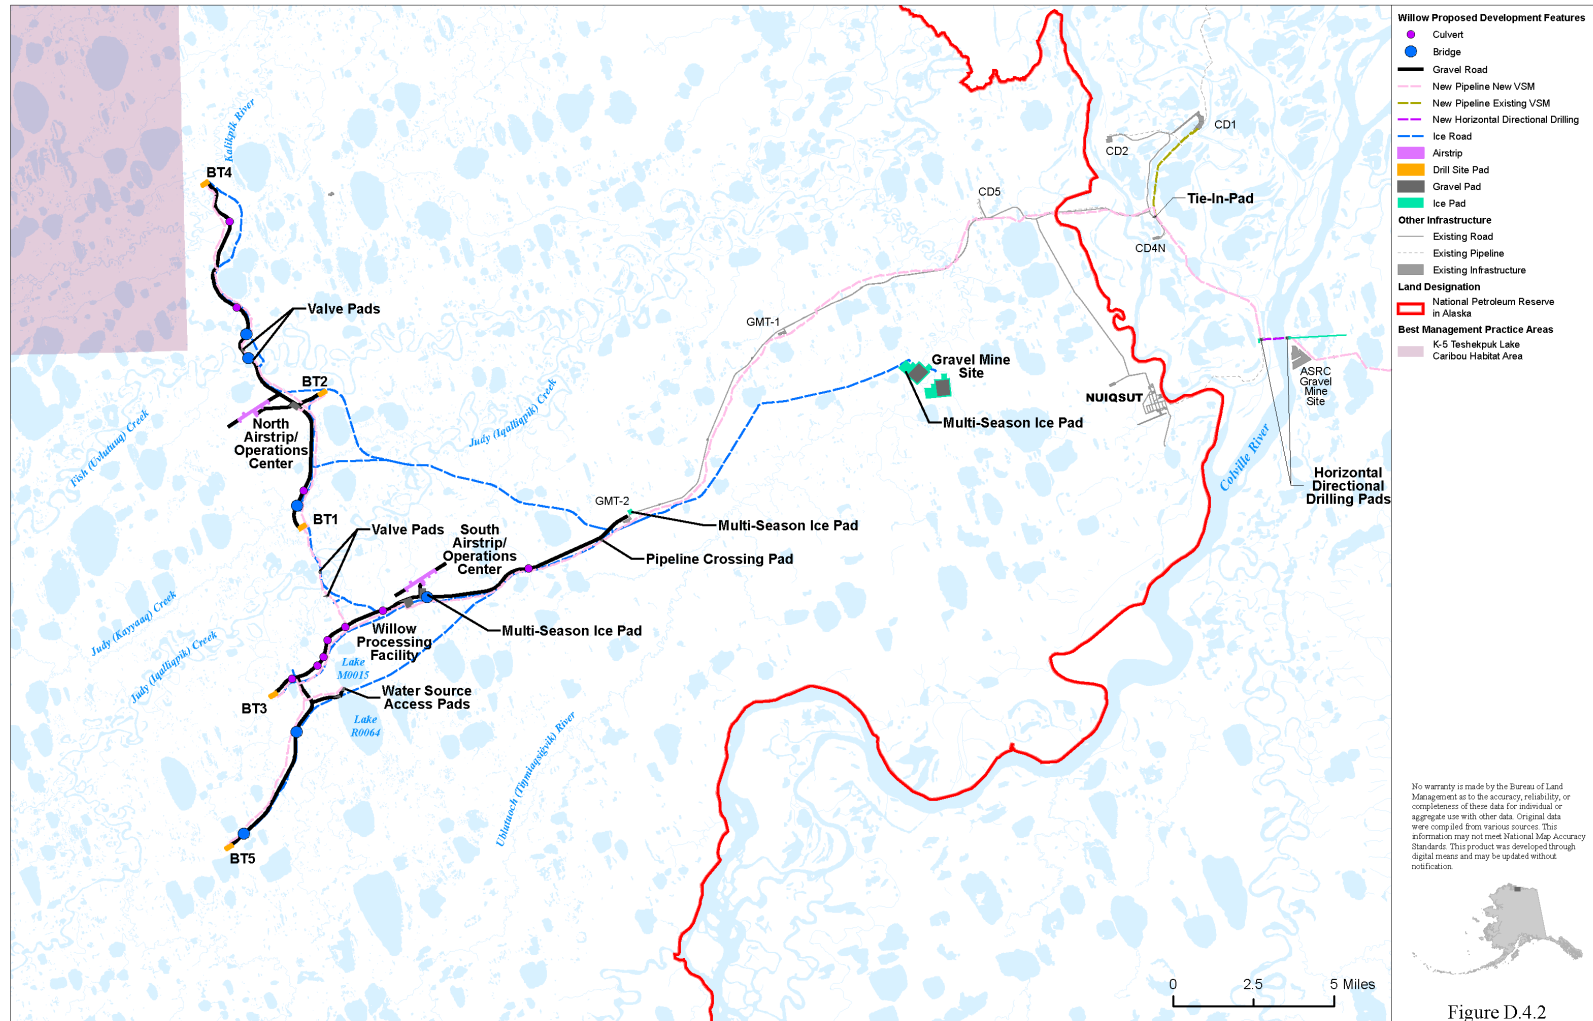 Kalikpik River
BT4
Valve Pads
BT2
North
Airstrip/
Operations
Center
Fish (Uvlutuuq) Creek
Judy (Iqalliqpik) Creek
BT1
Valve Pads
South
Airstrip/
Operations
Center
GMT-2
Multi-Season Ice Pad
Pipeline Crossing Pad
Judy (Kayyaaq) Creek
Judy (Iqalliqpik) Creek
Willow
Processing
Facility
Multi-Season Ice Pad
Lake
M0015
BT3
Water Source
Access Pads
Lake
R0064
BT5
Ublutuoch (Tiŋmiaqsiġvik) River
GMT-1
Gravel Mine
Site
Multi-Season Ice Pad
CD5
CD2
CD1
Tie-In-Pad
CD4N
NUIQSUT
ASRC
Gravel
Mine
Site
Colville River
Horizontal
Directional
Drilling Pads
0 2.5 5 Miles
Willow Proposed Development Features
Culvert
Bridge
Gravel Road
New Pipeline New VSM
New Pipeline Existing VSM
New Horizontal Directional Drilling
Ice Road
Airstrip
Drill Site Pad
Gravel Pad
Ice Pad
Other Infrastructure
Existing Road
Existing Pipeline
Existing Infrastructure
Land Designation
National Petroleum Reserve
in Alaska
Best Management Practice Areas
K-5 Teshekpuk Lake
Caribou Habitat Area
No warranty is made by the Bureau of Land
Management as to the accuracy, reliability, or
completeness of these data for individual or
aggregate use with other data. Original data
were compiled from various sources. This
information may not meet National Map Accuracy
Standards. This product was developed through
digital means and may be updated without
notification.
Figure D.4.2